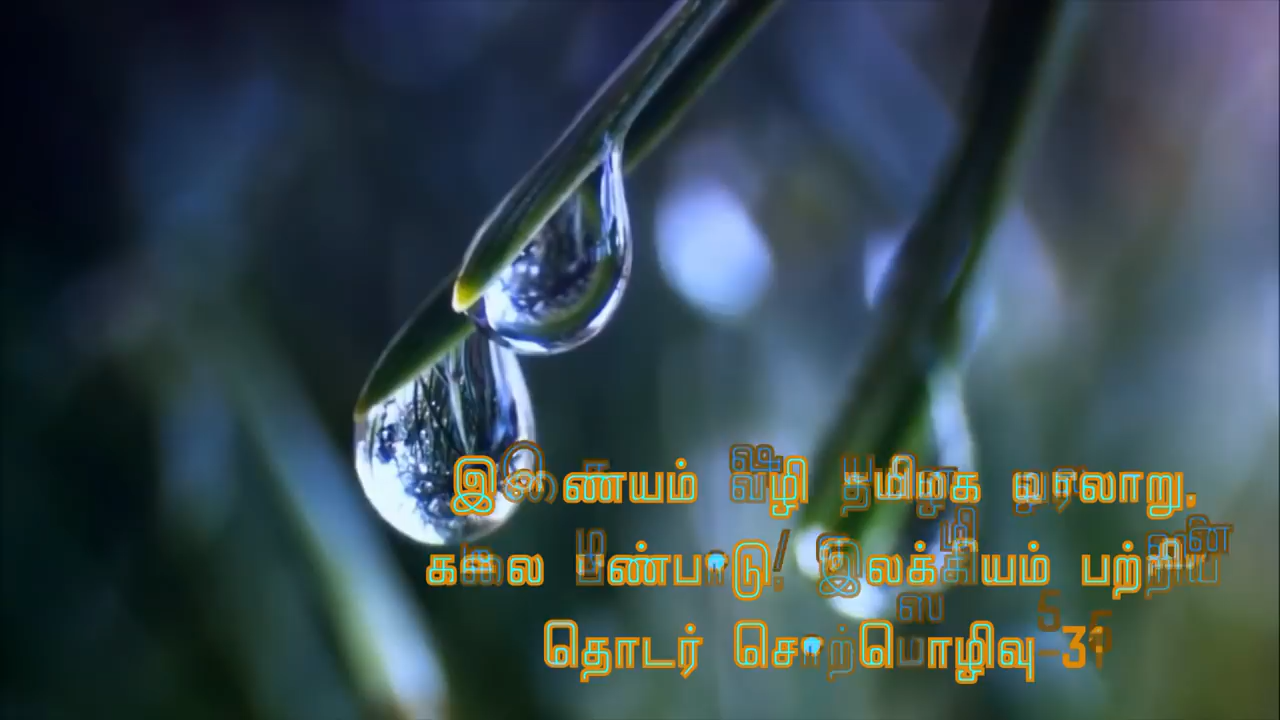 இணையம் வழி தமிழக வரலாறு,
கலை பண்பாடு, இலக்கியம் பற்றிய
தொடர் சொற்பொழிவு -31